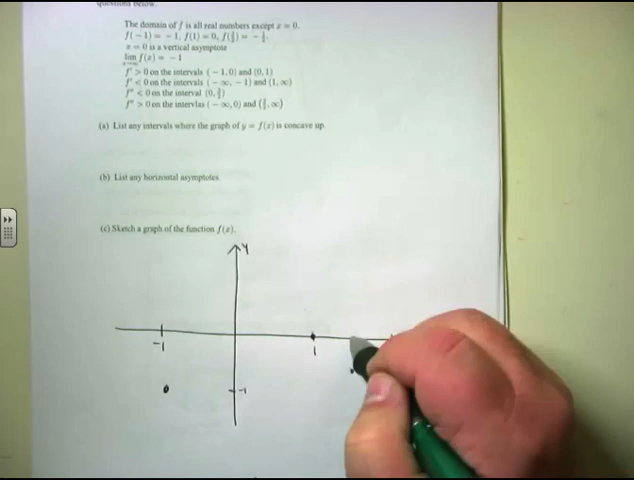 questions below.
The domain of f is all real numbers except x = 0.
f(−1) = −1, f(1) = 0, f(3/2) = −1/2.
x = 0 is a vertical asymptote
lim f(x) = −1
f' > 0 on the intervals (−1, 0) and (0, 1)
f' < 0 on the intervals (−∞, −1) and (1, ∞)
f'' < 0 on the interval (0, 3/2)
f'' > 0 on the intervlas (−∞, 0) and (3/2, ∞)
(a) List any intervals where the graph of y = f(x) is concave up.
(b) List any horizontal asymptotes.
(c) Sketch a graph of the function f(x).
y
-1
1
-1